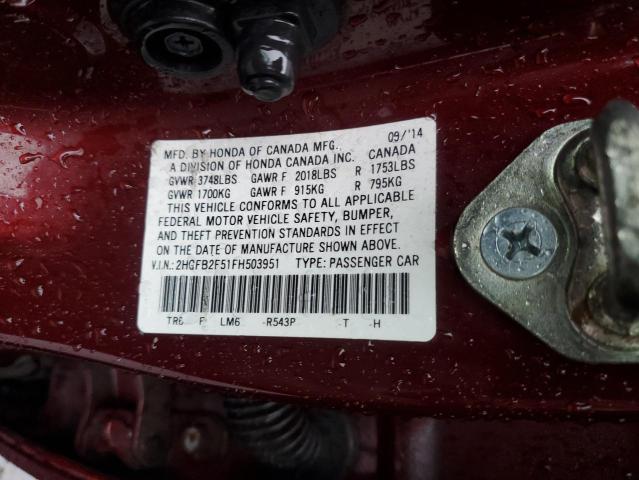 MFD. BY HONDA OF CANADA MFG., 09/'14
A DIVISION OF HONDA CANADA INC. CANADA
GVWR 3748LBS GAWR F 2018LBS R 1753LBS
GVWR 1700KG GAWR F 915KG R 795KG
THIS VEHICLE CONFORMS TO ALL APPLICABLE
FEDERAL MOTOR VEHICLE SAFETY, BUMPER,
AND THEFT PREVENTION STANDARDS IN EFFECT
ON THE DATE OF MANUFACTURE SHOWN ABOVE.
V.I.N.:2HGFB2F51FH503951 TYPE: PASSENGER CAR
LM6 -R543P -T -H